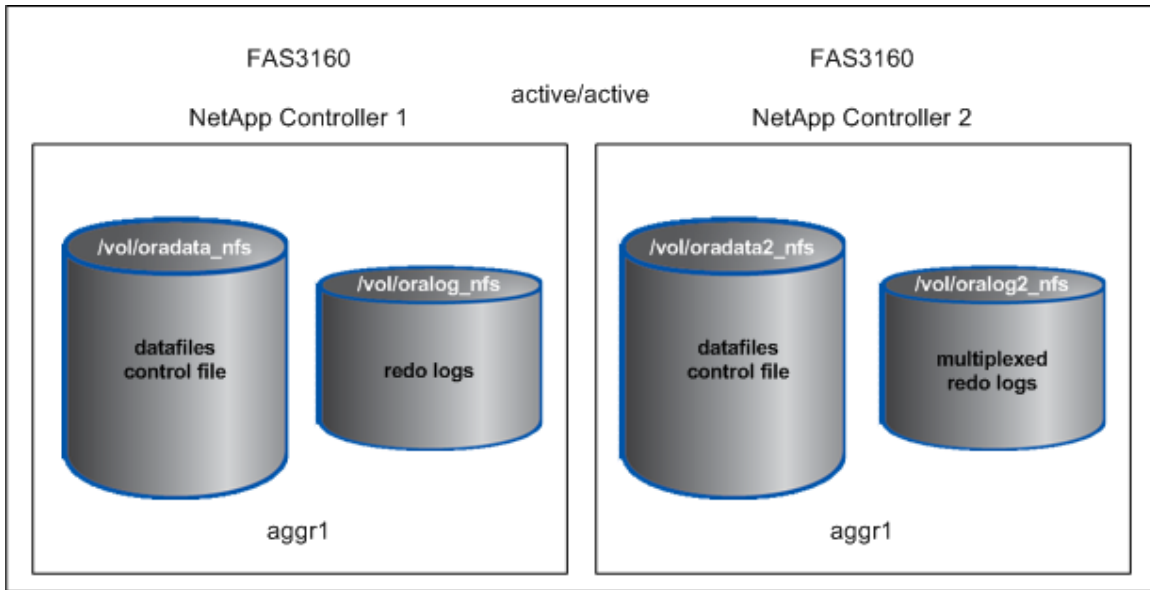 FAS3160
FAS3160
active/active
NetApp Controller 1
NetApp Controller 2
/vol/oradata_nfs
/vol/oralog_nfs
datafiles
control file
redo logs
aggr1
/vol/oradata2_nfs
/vol/oralog2_nfs
datafiles
control file
multiplexed
redo logs
aggr1